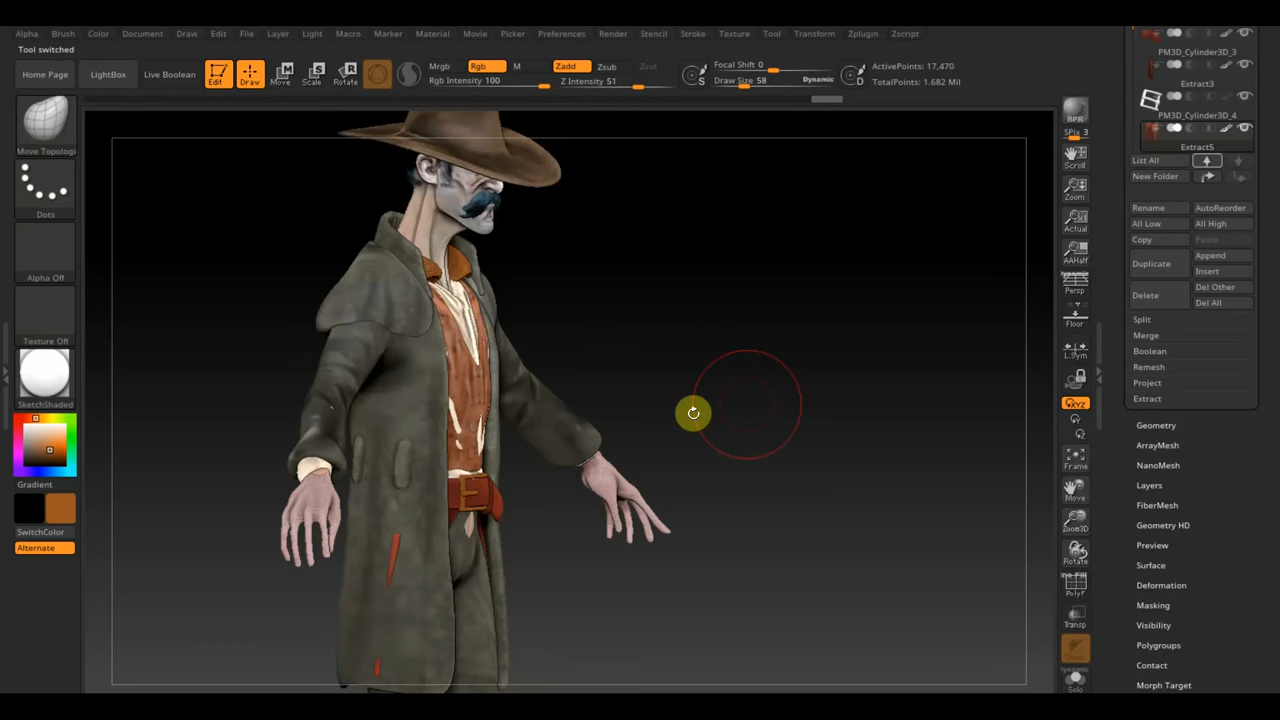 Alpha Brush Color Document Draw Edit File Layer Light Macro Marker Material Movie Picker Preferences Render Stencil Stroke Texture Tool Transform Zplugin Zscript
Tool switched
Home Page LightBox Live Boolean Edit Draw Move Scale Rotate
Mrgb Rgb M Zadd Zsub Zcut
Rgb Intensity 100 Z Intensity 51
Focal Shift 0
Draw Size 58 Dynamic
S
D
ActivePoints: 17,470
TotalPoints: 1.682 Mil
Move Topologi
Dots
Alpha Off
Texture Off
SketchShaded
Gradient
SwitchColor
Alternate
BPR
SPix 3
Scroll
Zoom
Actual
AAHalf
Dynamic
Persp
Floor
L.Sym
XYZ
Frame
Move
Zoom3D
Rotate
Line Fill
PolyF
Transp
Dynamic
Solo
PM3D_Cylinder3D_3
Extract3
PM3D_Cylinder3D_4
Extract5
List All
New Folder
Rename AutoReorder
All Low All High
Copy Paste
Duplicate Append
Insert
Delete Del Other
Del All
Split
Merge
Boolean
Remesh
Project
Extract
Geometry
ArrayMesh
NanoMesh
Layers
FiberMesh
Geometry HD
Preview
Surface
Deformation
Masking
Visibility
Polygroups
Contact
Morph Target